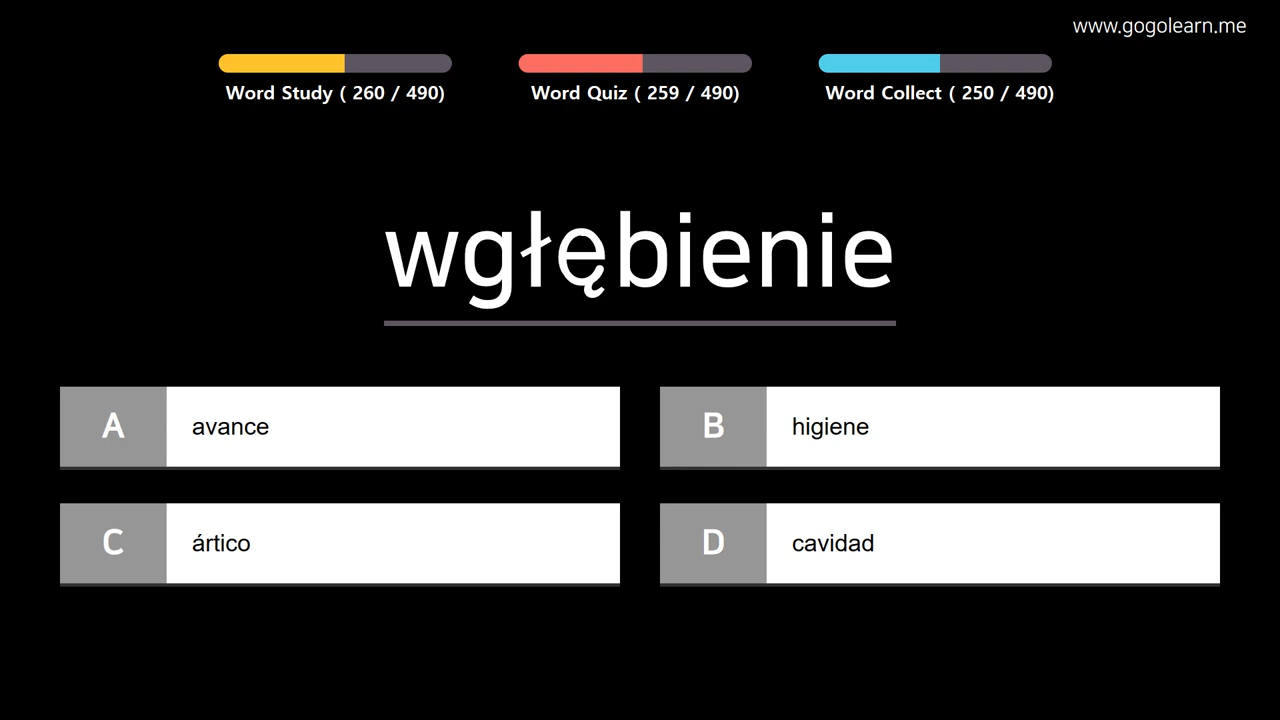 www.gogolearn.me
Word Study ( 260 / 490)
Word Quiz ( 259 / 490)
Word Collect ( 250 / 490)
wgłębienie
A
avance
B
higiene
C
ártico
D
cavidad